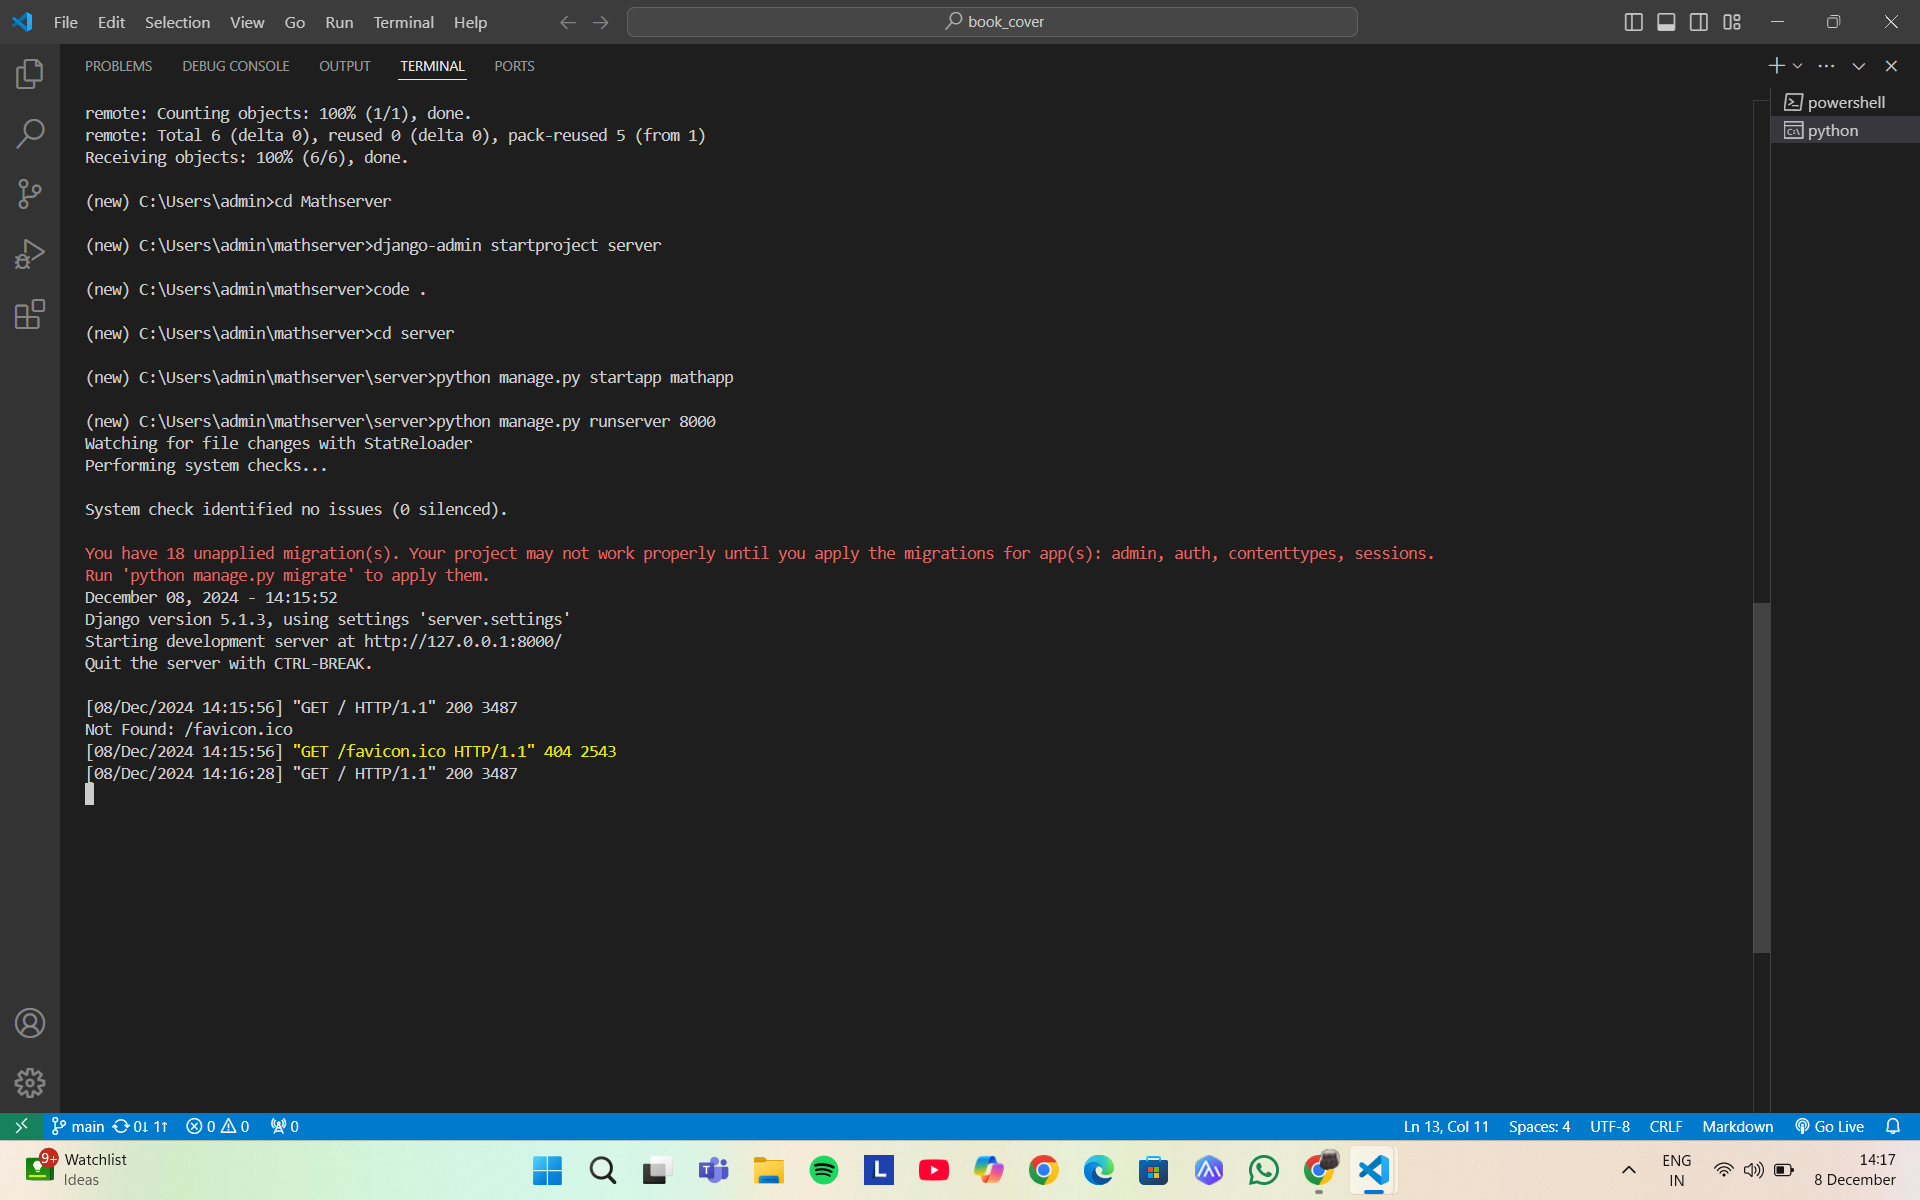 File Edit Selection View Go Run Terminal Help
book_cover
PROBLEMS DEBUG CONSOLE OUTPUT TERMINAL PORTS
powershell
python
remote: Counting objects: 100% (1/1), done.
remote: Total 6 (delta 0), reused 0 (delta 0), pack-reused 5 (from 1)
Receiving objects: 100% (6/6), done.
(new) C:\Users\admin>cd Mathserver
(new) C:\Users\admin\mathserver>django-admin startproject server
(new) C:\Users\admin\mathserver>code .
(new) C:\Users\admin\mathserver>cd server
(new) C:\Users\admin\mathserver\server>python manage.py startapp mathapp
(new) C:\Users\admin\mathserver\server>python manage.py runserver 8000
Watching for file changes with StatReloader
Performing system checks...
System check identified no issues (0 silenced).
You have 18 unapplied migration(s). Your project may not work properly until you apply the migrations for app(s): admin, auth, contenttypes, sessions.
Run 'python manage.py migrate' to apply them.
December 08, 2024 - 14:15:52
Django version 5.1.3, using settings 'server.settings'
Starting development server at http://127.0.0.1:8000/
Quit the server with CTRL-BREAK.
[08/Dec/2024 14:15:56] "GET / HTTP/1.1" 200 3487
Not Found: /favicon.ico
[08/Dec/2024 14:15:56] "GET /favicon.ico HTTP/1.1" 404 2543
[08/Dec/2024 14:16:28] "GET / HTTP/1.1" 200 3487
main 0↓ 1↑ 0 0 0
Ln 13, Col 11 Spaces: 4 UTF-8 CRLF Markdown Go Live
9+
Watchlist
Ideas
L
ENG
IN
14:17
8 December